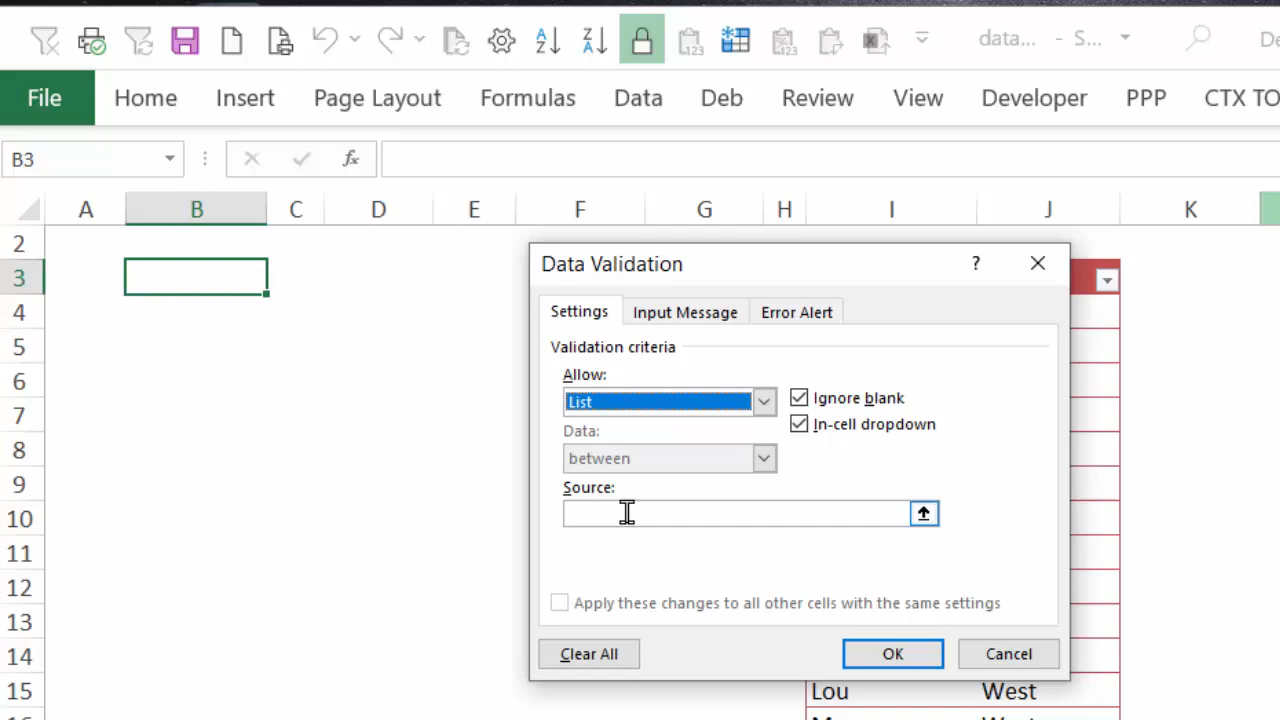 A Z
Z A
123
123
data... - S...
De
File Home Insert Page Layout Formulas Data Deb Review View Developer PPP CTX TO
B3 fx
A B C D E F G H I J K
2
3
4
5
6
7
8
9
10
11
12
13
14
15 Lou West
Data Validation ?
Settings Input Message Error Alert
Validation criteria
Allow:
List
Ignore blank
Data:
In-cell dropdown
between
Source:
Apply these changes to all other cells with the same settings
Clear All OK Cancel